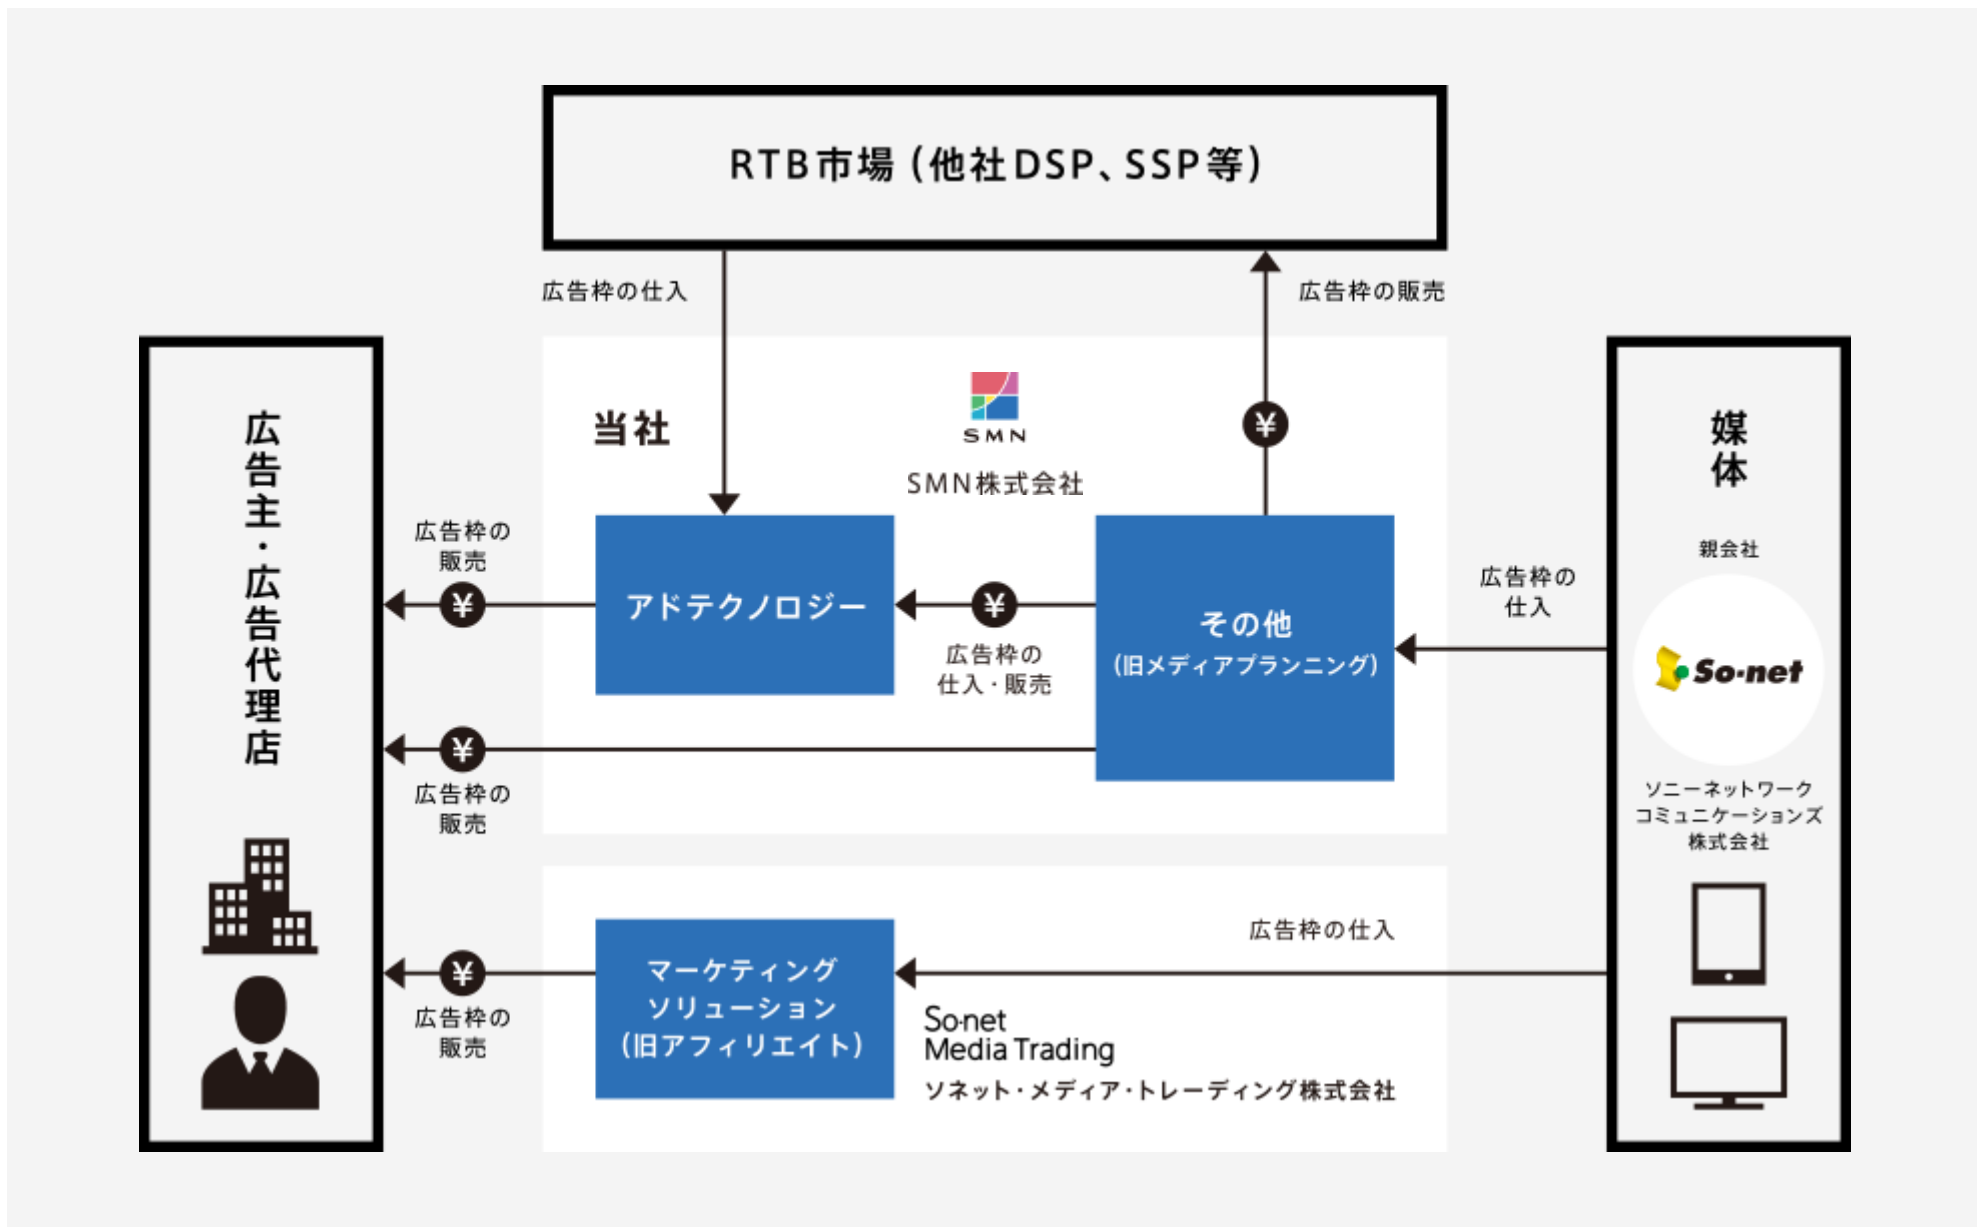 RTB市場(他社DSP、SSP等)
広告枠の仕入
広告枠の販売
広告主・広告代理店
当社
SMN
SMN株式会社
媒体
親会社
So-net
ソニーネットワーク
コミュニケーションズ
株式会社
広告枠の
販売
¥
アドテクノロジー
¥
広告枠の
仕入・販売
¥
その他
(旧メディアプランニング)
広告枠の
仕入
¥
広告枠の
販売
広告枠の仕入
マーケティング
ソリューション
(旧アフィリエイト)
¥
広告枠の
販売
So-net
Media Trading
ソネット・メディア・トレーディング株式会社